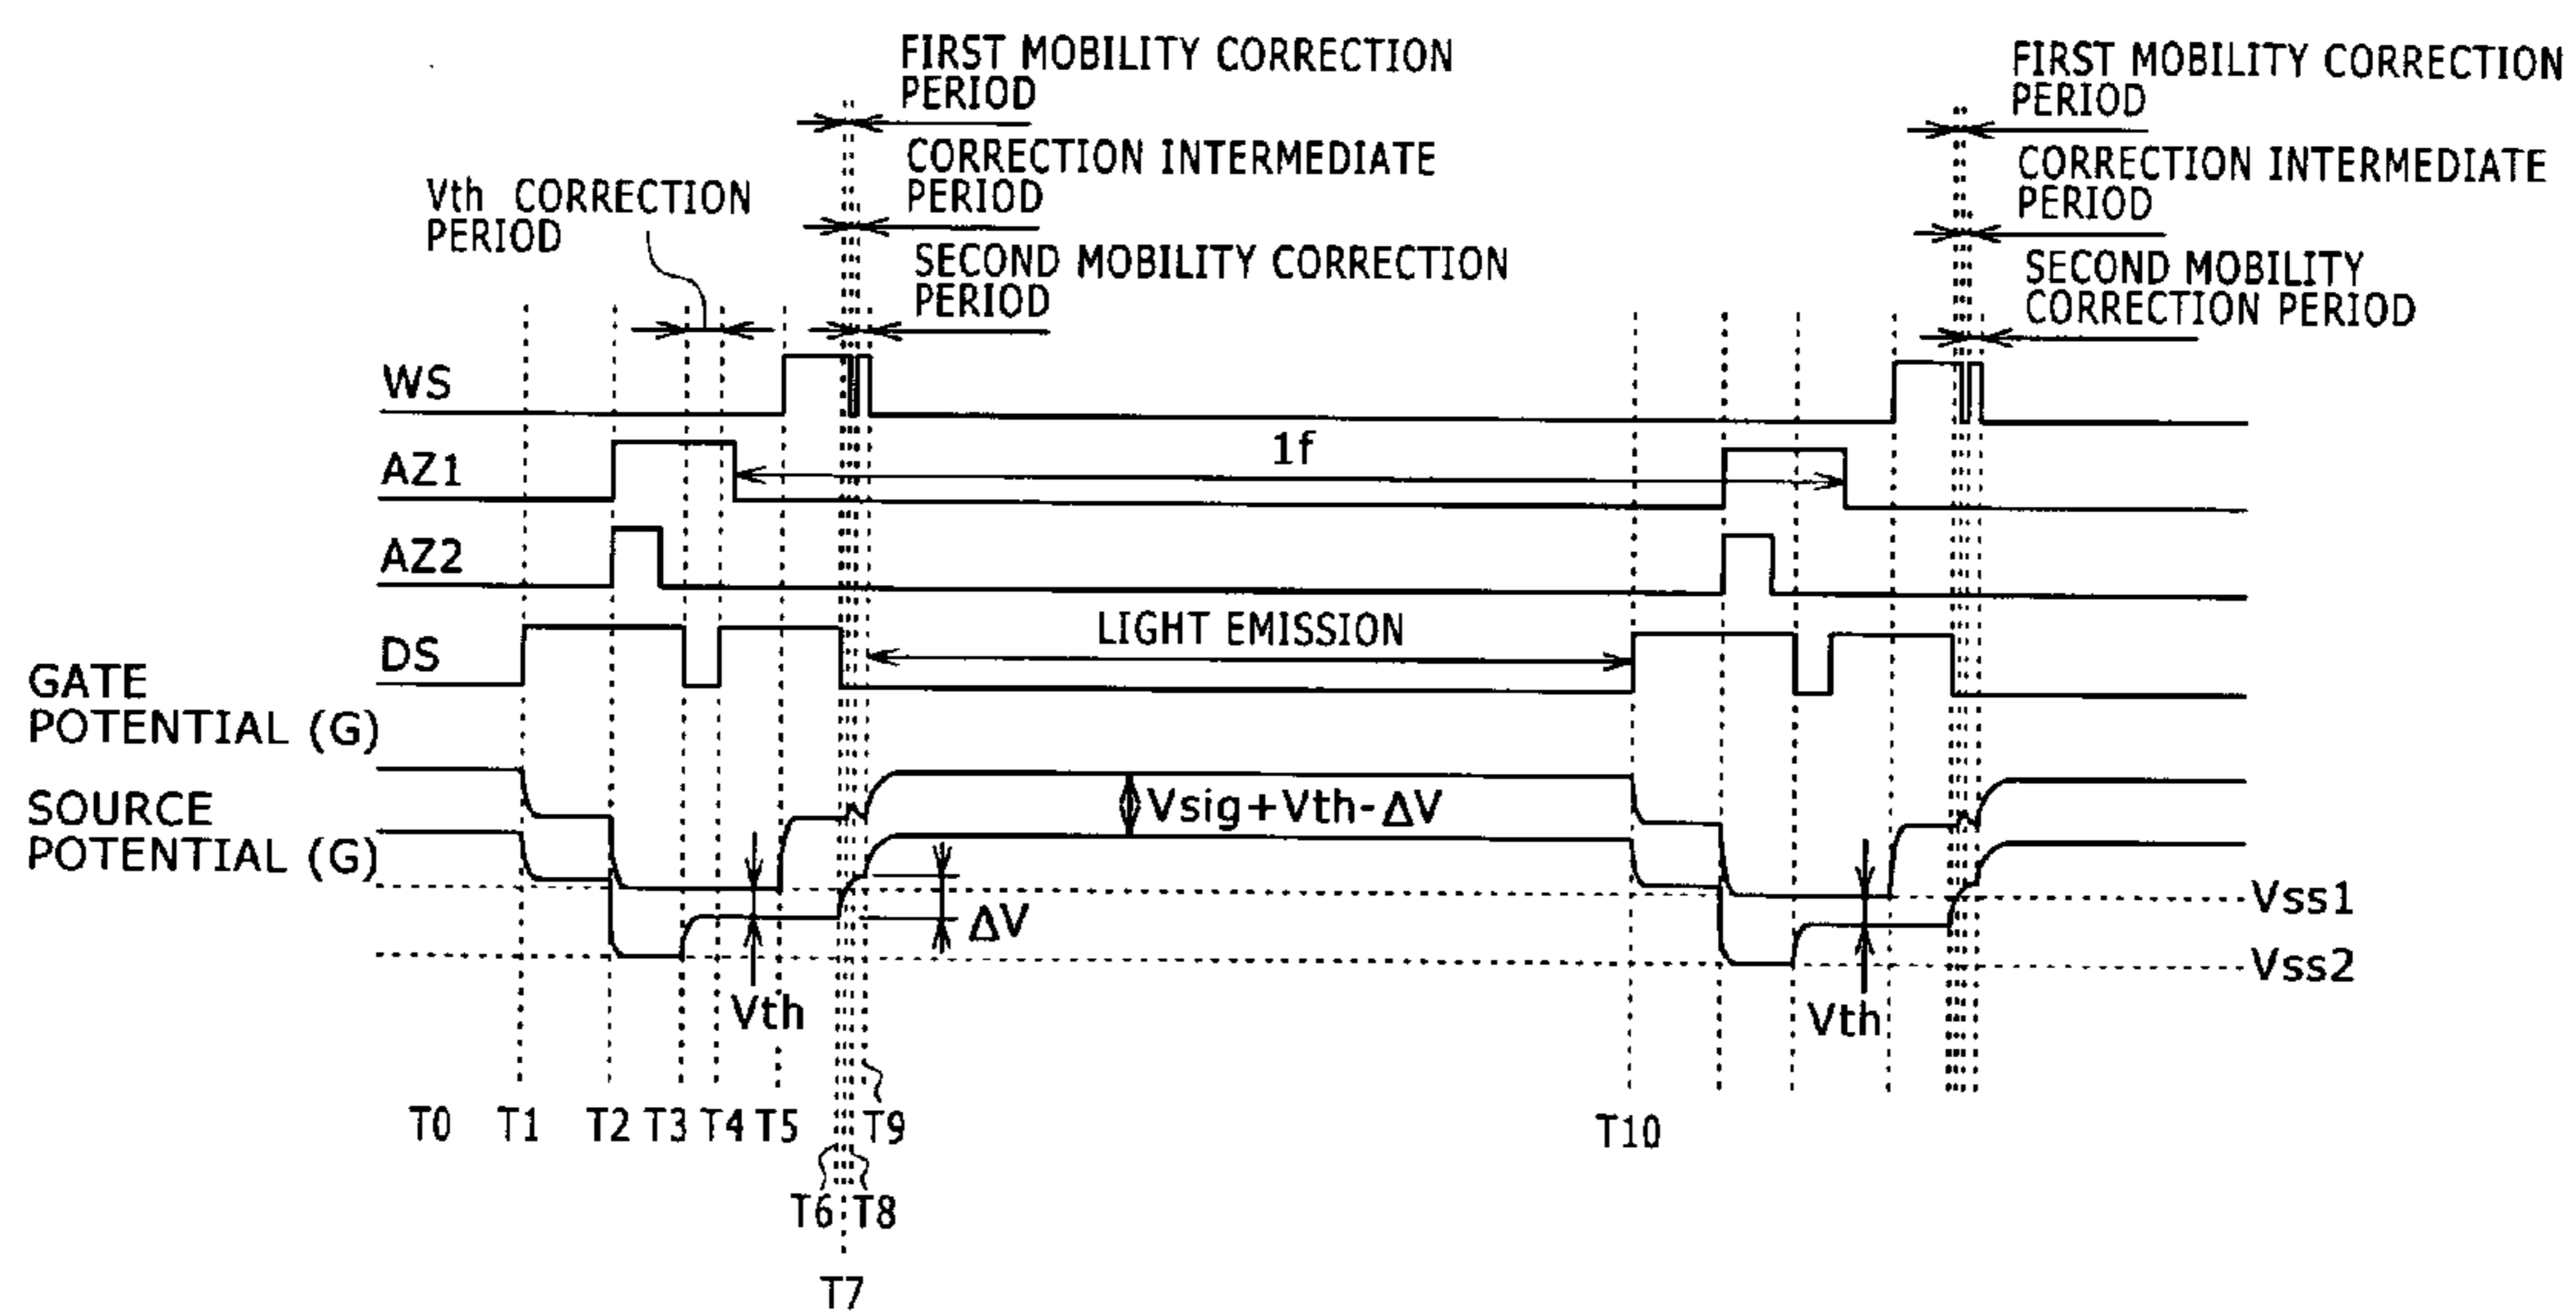 FIRST MOBILITY CORRECTION
PERIOD
CORRECTION INTERMEDIATE
PERIOD
SECOND MOBILITY CORRECTION
PERIOD
Vth CORRECTION
PERIOD
FIRST MOBILITY CORRECTION
PERIOD
CORRECTION INTERMEDIATE
PERIOD
SECOND MOBILITY
CORRECTION PERIOD
WS
AZ1
1f
AZ2
DS
LIGHT EMISSION
GATE
POTENTIAL (G)
SOURCE
POTENTIAL (G)
Vsig+Vth-ΔV
ΔV
Vth
Vth
Vss1
Vss2
T0
T1
T2
T3
T4
T5
T9
T10
T6
T8
T7